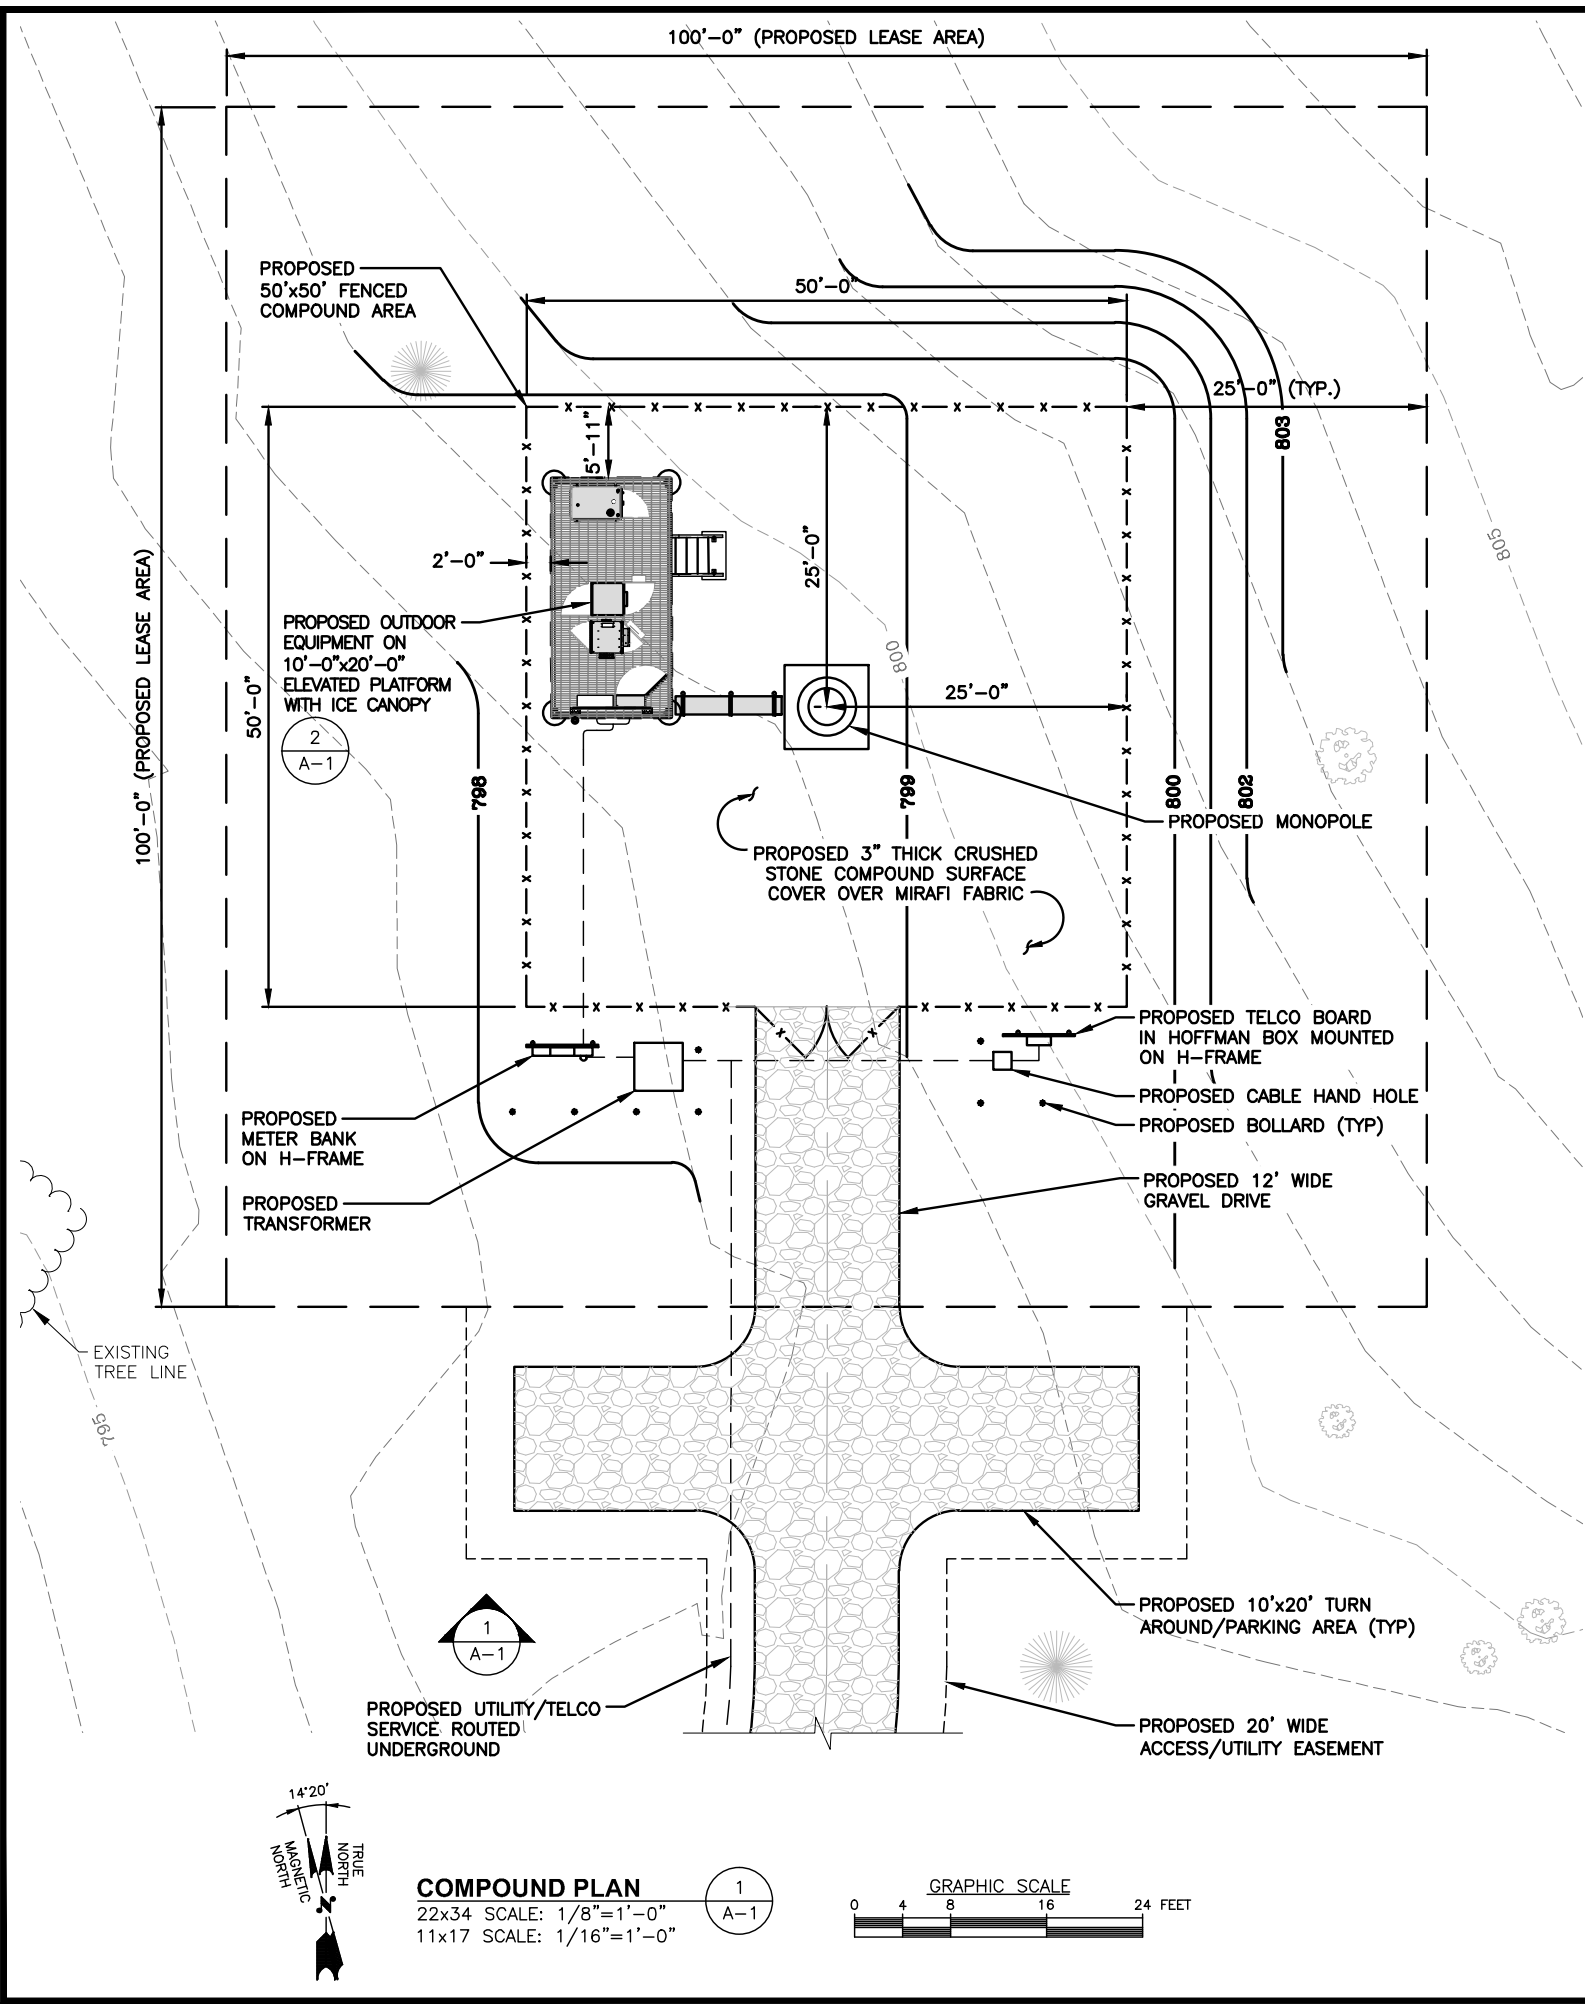 100'-0" (PROPOSED LEASE AREA)
PROPOSED
50'x50' FENCED
COMPOUND AREA
50'-0"
25'-0" (TYP.)
803
5'-11"
2'-0"
25'-0"
805
100'-0" (PROPOSED LEASE AREA)
50'-0"
PROPOSED OUTDOOR
EQUIPMENT ON
10'-0"x20'-0"
ELEVATED PLATFORM
WITH ICE CANOPY
2
A-1
800
25'-0"
798
799
800
802
PROPOSED MONOPOLE
PROPOSED 3" THICK CRUSHED
STONE COMPOUND SURFACE
COVER OVER MIRAFI FABRIC
PROPOSED TELCO BOARD
IN HOFFMAN BOX MOUNTED
ON H-FRAME
PROPOSED CABLE HAND HOLE
PROPOSED BOLLARD (TYP)
PROPOSED
METER BANK
ON H-FRAME
PROPOSED
TRANSFORMER
PROPOSED 12' WIDE
GRAVEL DRIVE
EXISTING
TREE LINE
795
PROPOSED 10'x20' TURN
AROUND/PARKING AREA (TYP)
1
A-1
PROPOSED UTILITY/TELCO
SERVICE ROUTED
UNDERGROUND
PROPOSED 20' WIDE
ACCESS/UTILITY EASEMENT
14°20'
TRUE
NORTH
MAGNETIC
NORTH
N
COMPOUND PLAN
22x34 SCALE: 1/8"=1'-0"
11x17 SCALE: 1/16"=1'-0"
1
A-1
GRAPHIC SCALE
0 4 8 16 24 FEET